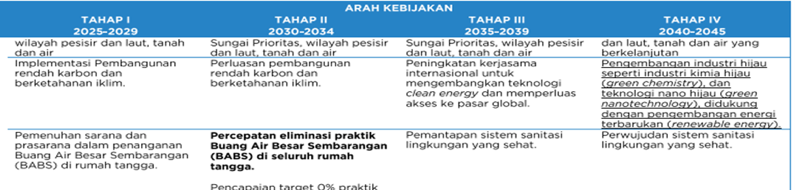 ARAH KEBIJAKAN
TAHAP I
2025-2029
TAHAP II
2030-2034
TAHAP III
2035-2039
TAHAP IV
2040-2045
wilayah pesisir dan laut, tanah
dan air
Sungai Prioritas, wilayah pesisir
dan laut, tanah dan air
Sungai Prioritas, wilayah pesisir
dan laut, tanah dan air
dan laut, tanah dan air yang
berkelanjutan
Implementasi Pembangunan
rendah karbon dan
berketahanan iklim.
Perluasan pembangunan
rendah karbon dan
berketahanan iklim.
Peningkatan kerjasama
internasional untuk
mengembangkan teknologi
clean energy dan memperluas
akses ke pasar global.
Pengembangan industri hijau
seperti industri kimia hijau
(green chemistry), dan
teknologi nano hijau (green
nanotechnology), didukung
dengan pengembangan energi
terbarukan (renewable energy).
Pemenuhan sarana dan
prasarana dalam penanganan
Buang Air Besar Sembarangan
(BABS) di rumah tangga.
Percepatan eliminasi praktik
Buang Air Besar Sembarangan
(BABS) di seluruh rumah
tangga.
Pencapaian target 0% praktik
Pemantapan sistem sanitasi
lingkungan yang sehat.
Perwujudan sistem sanitasi
lingkungan yang sehat.